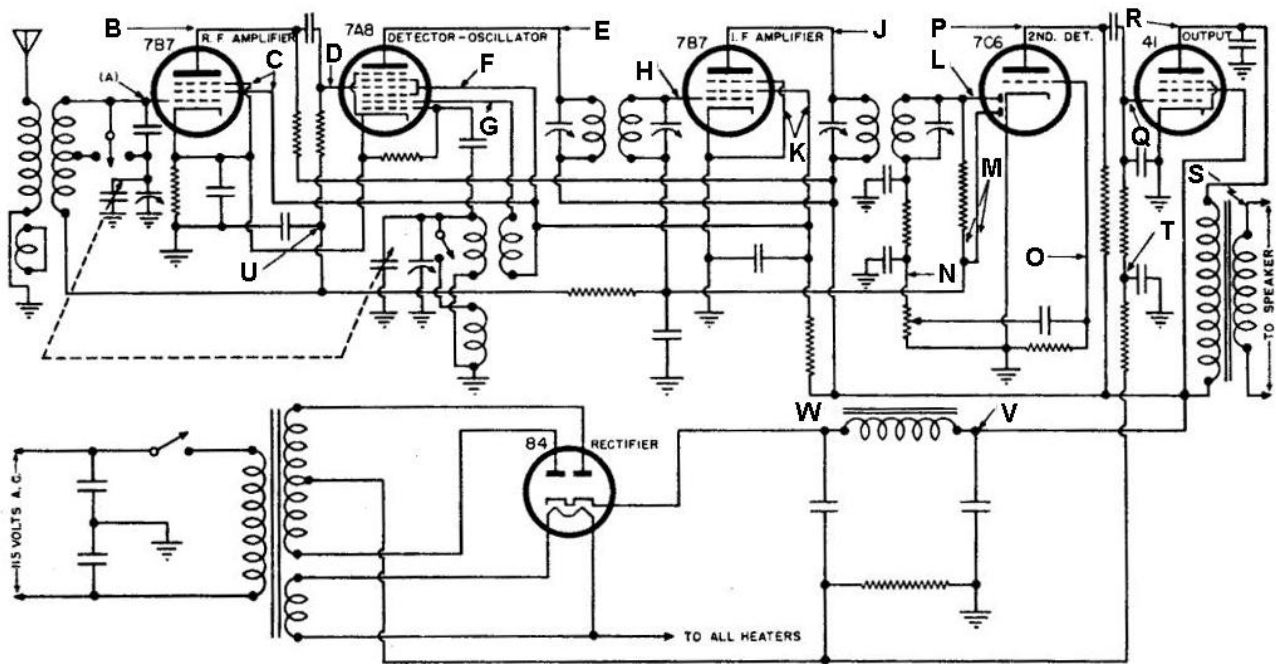 B
7B7 R.F AMPLIFIER
7A8 DETECTOR-OSCILLATOR
E
7B7 I.F AMPLIFIER
J
P
7C6 2ND. DET.
R
41 OUTPUT
(A)
C
D
F
G
H
K
L
Q
M
N
O
S
T
U
TO SPEAKER
W
V
84 RECTIFIER
115 VOLTS A.C.
TO ALL HEATERS